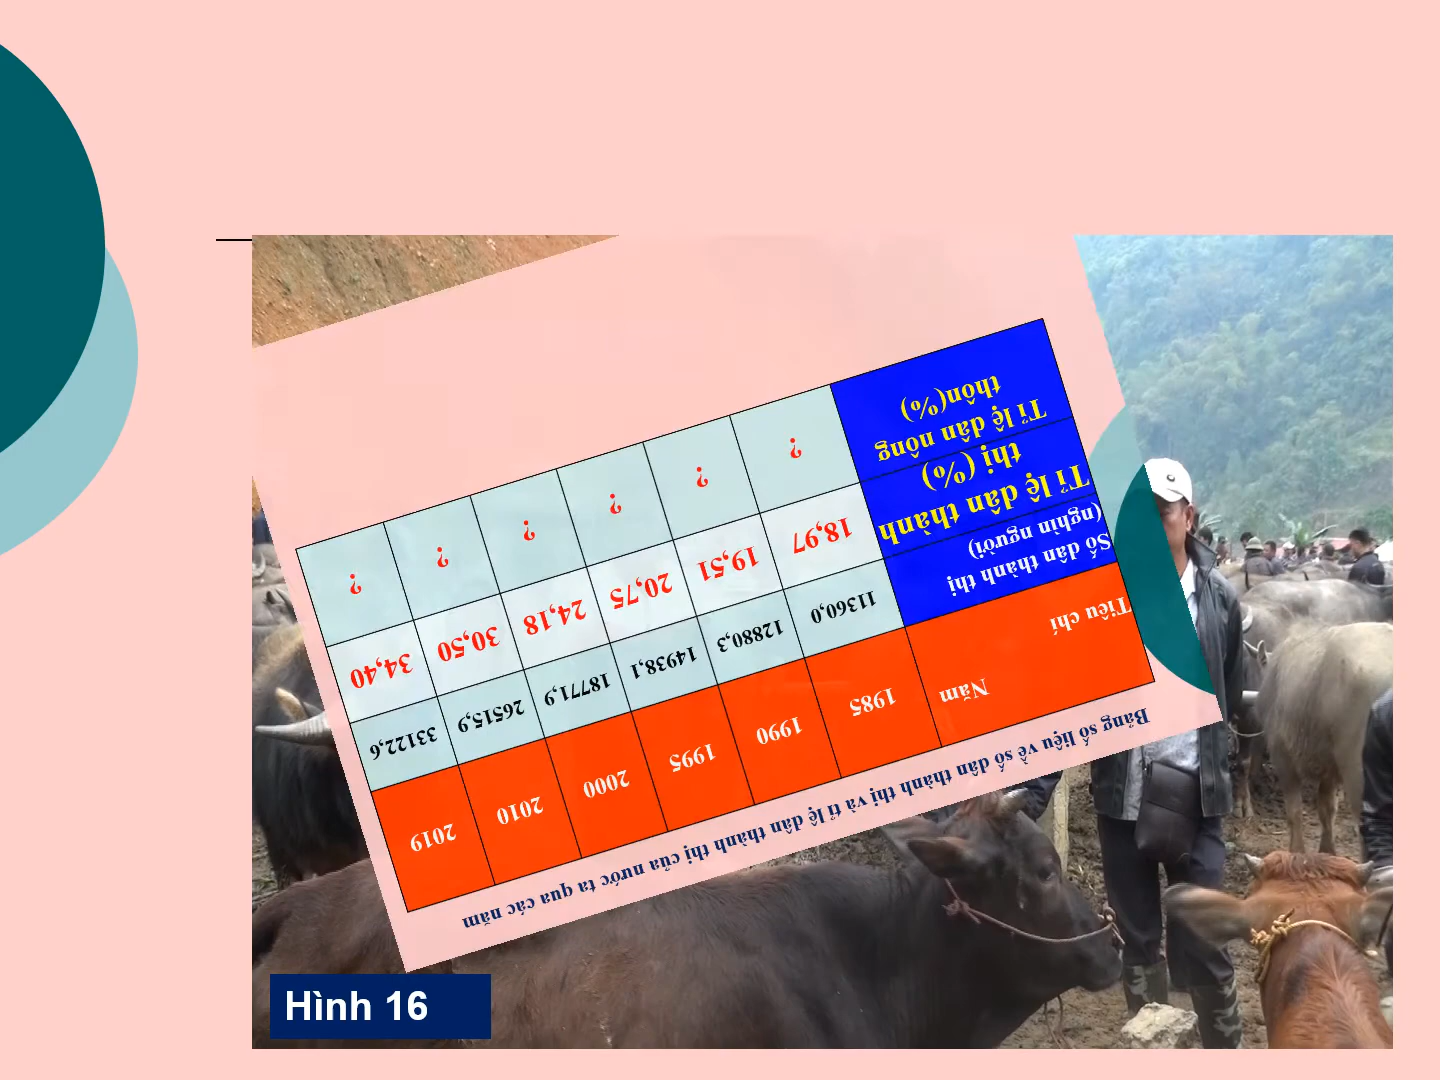 Bảng số liệu về số dân thành thị và tỉ lệ dân thành thị của nước ta qua các năm
Năm
Tiêu chí
1985 1990 1995 2000 2010 2019
Số dân thành thị
(nghìn người)
11360,0 12880,3 14938,1 18771,9 26515,9 33122,6
Tỉ lệ dân thành
thị (%)
18,97 19,51 20,75 24,18 30,50 34,40
Tỉ lệ dân nông
thôn(%)
? ? ? ? ? ?
Hình 16